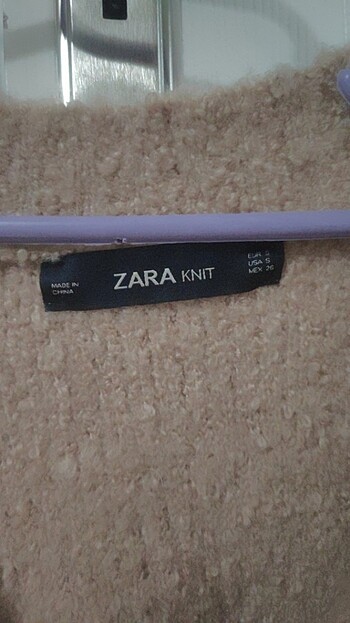 MADE IN
CHINA
ZARA KNIT
EUR S
USA S
MEX 26